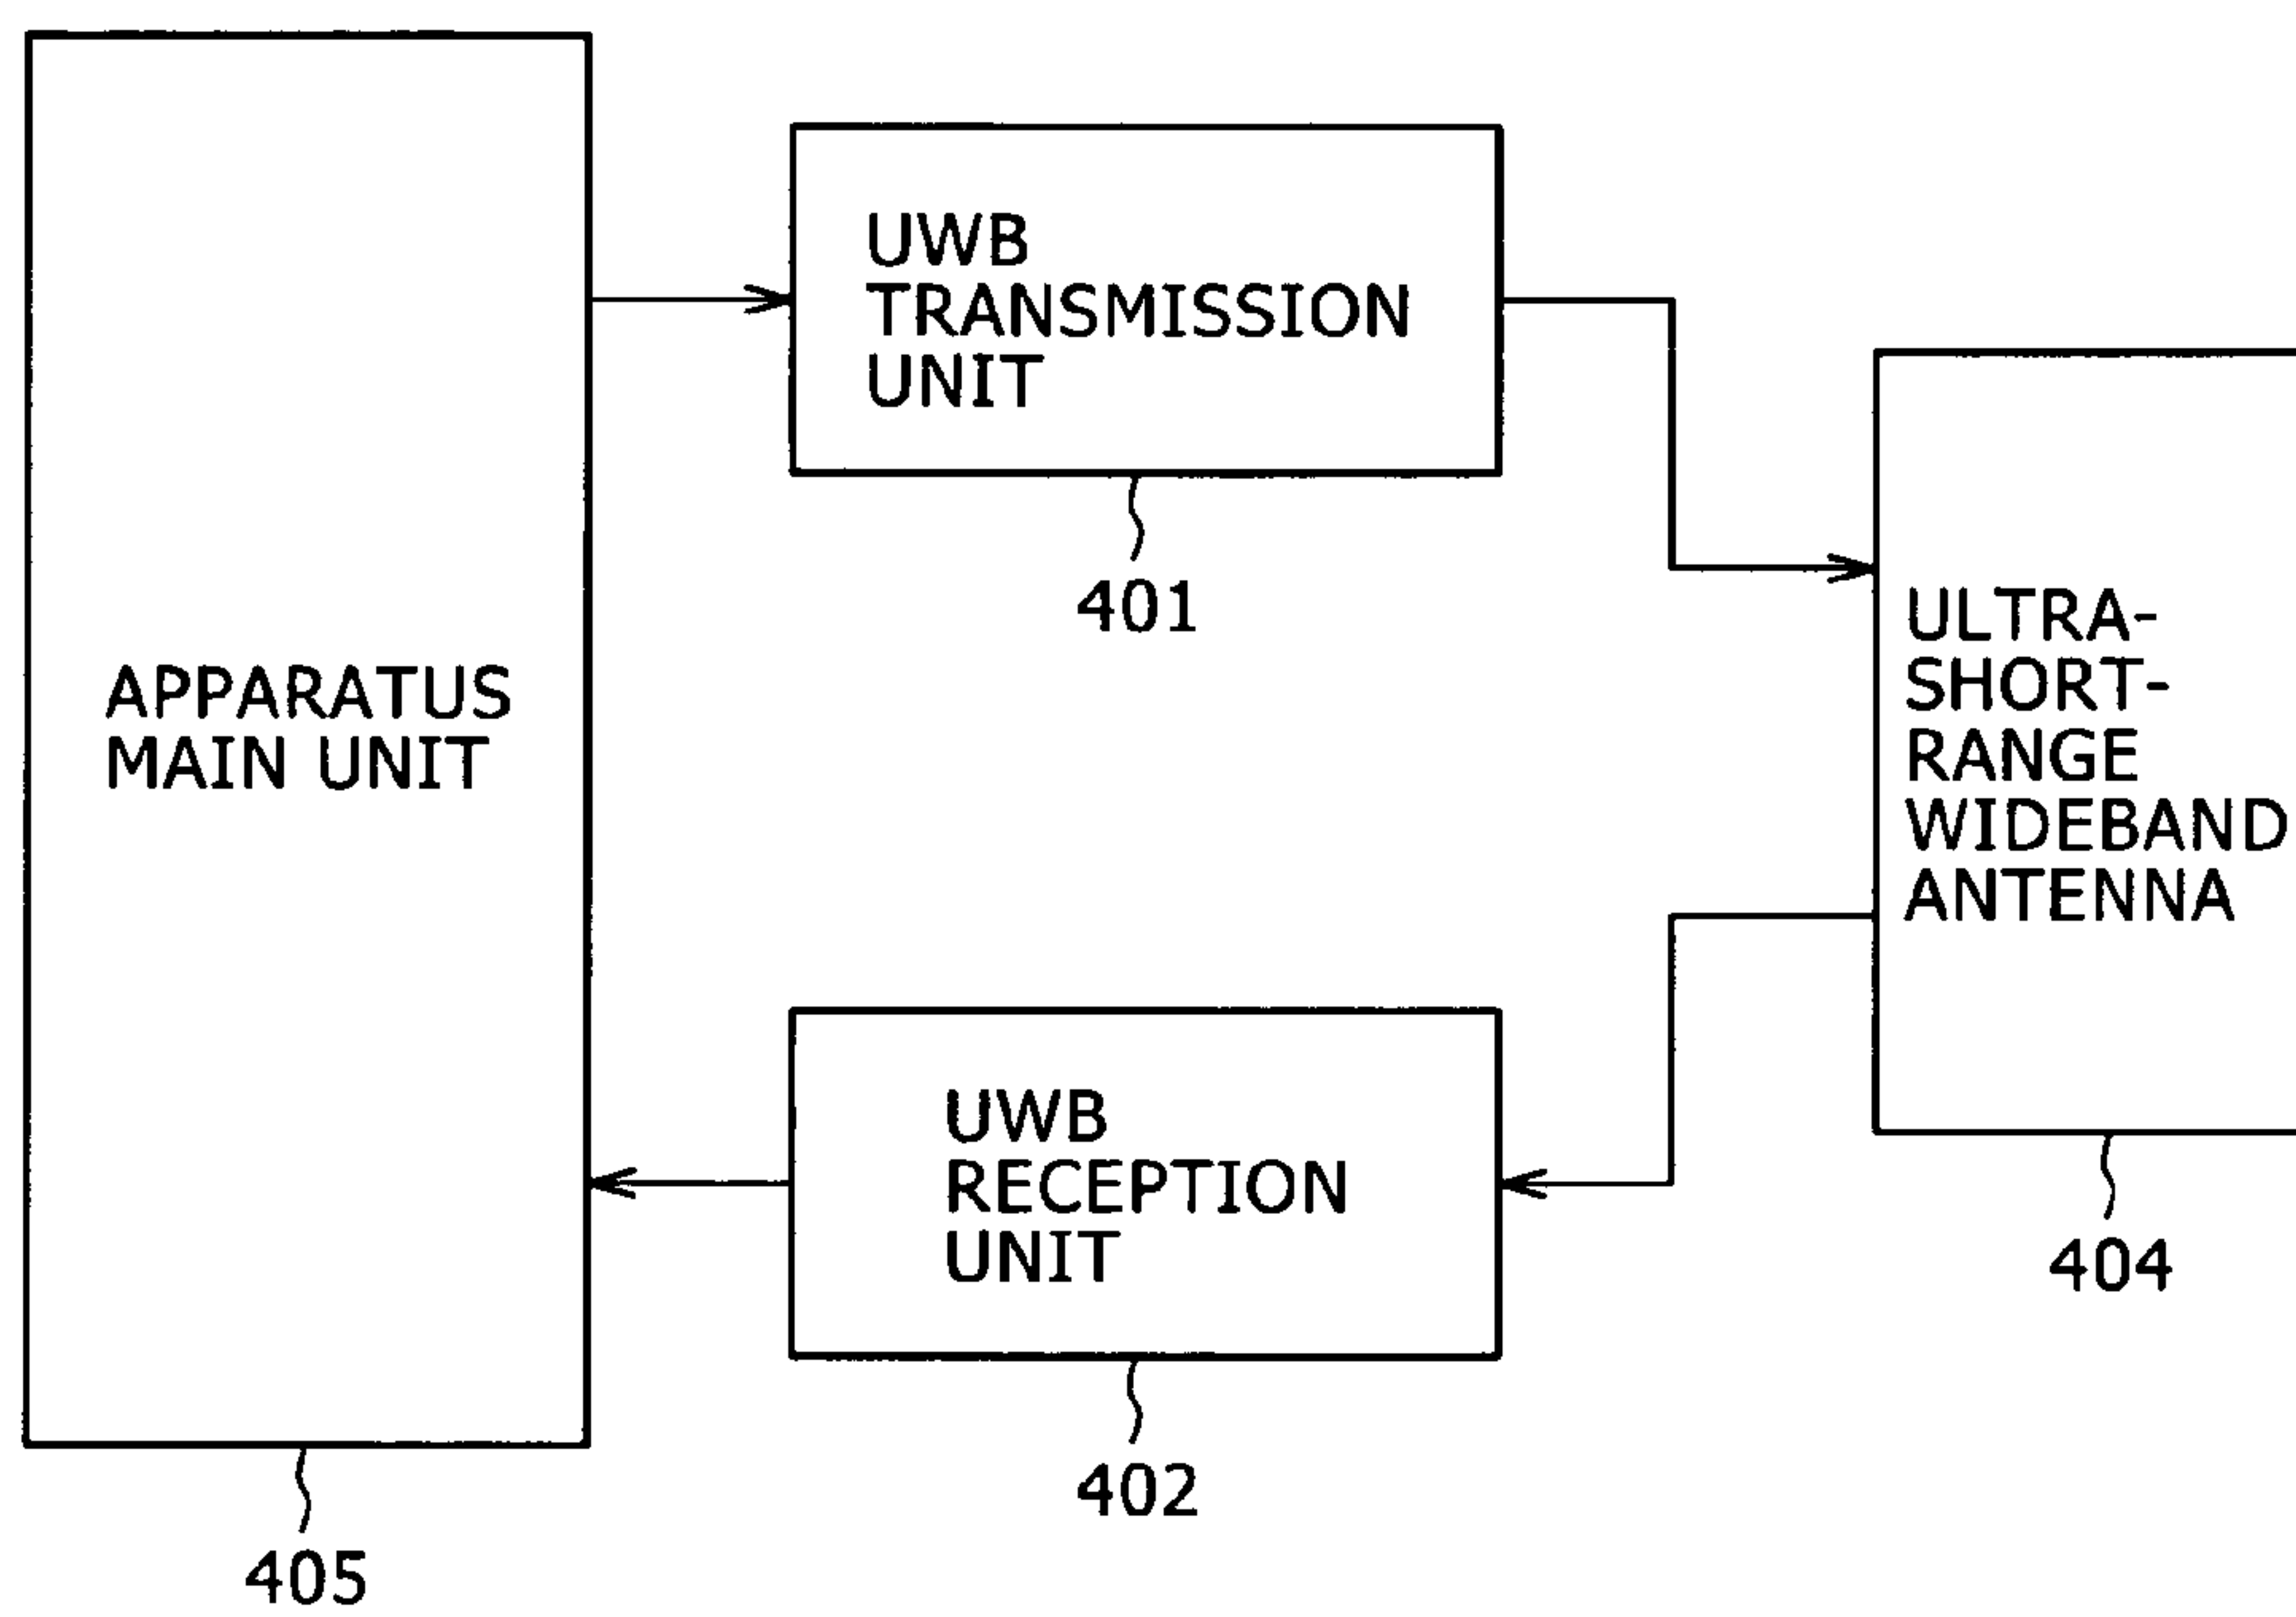 UWB
TRANSMISSION
UNIT
401
APPARATUS
MAIN UNIT
ULTRA-
SHORT-
RANGE
WIDEBAND
ANTENNA
404
UWB
RECEPTION
UNIT
402
405